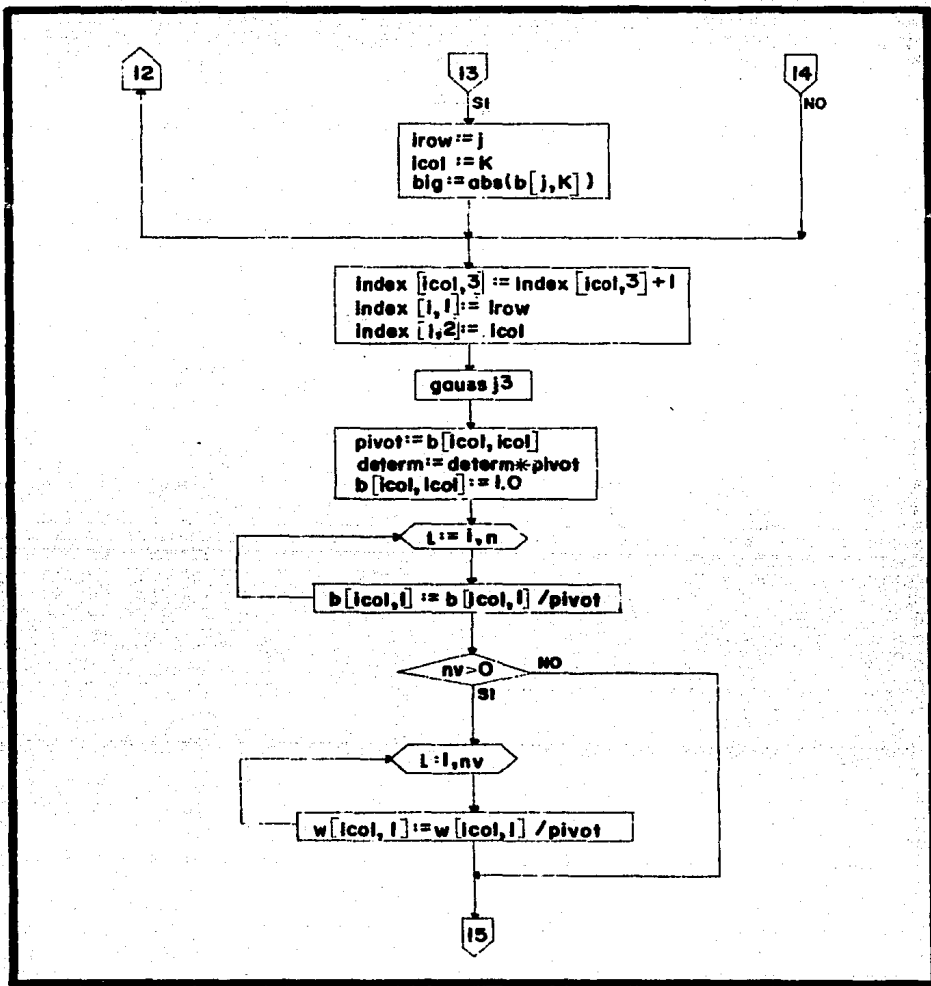 12
13
14
SI
NO
irow := j
icol := K
big := abs(b[j,K])
index [icol,3] := index [icol,3] +1
index [i,1] := irow
index [i,2] := icol
gauss j3
pivot := b[icol,icol]
determ := determ*pivot
b[icol,icol] := 1.0
L := 1,n
b[icol,l] := b[icol,l] /pivot
nv>0
NO
SI
L :1,nv
w[icol, l] := w[icol,l] /pivot
15